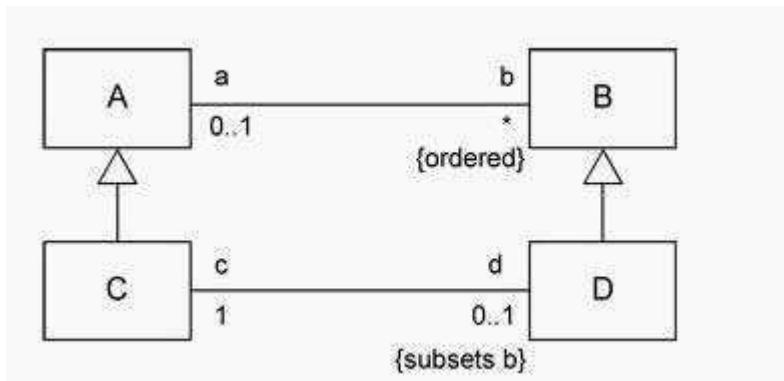 a b
A B
0..1 *
{ordered}
c d
C D
1 0..1
{subsets b}